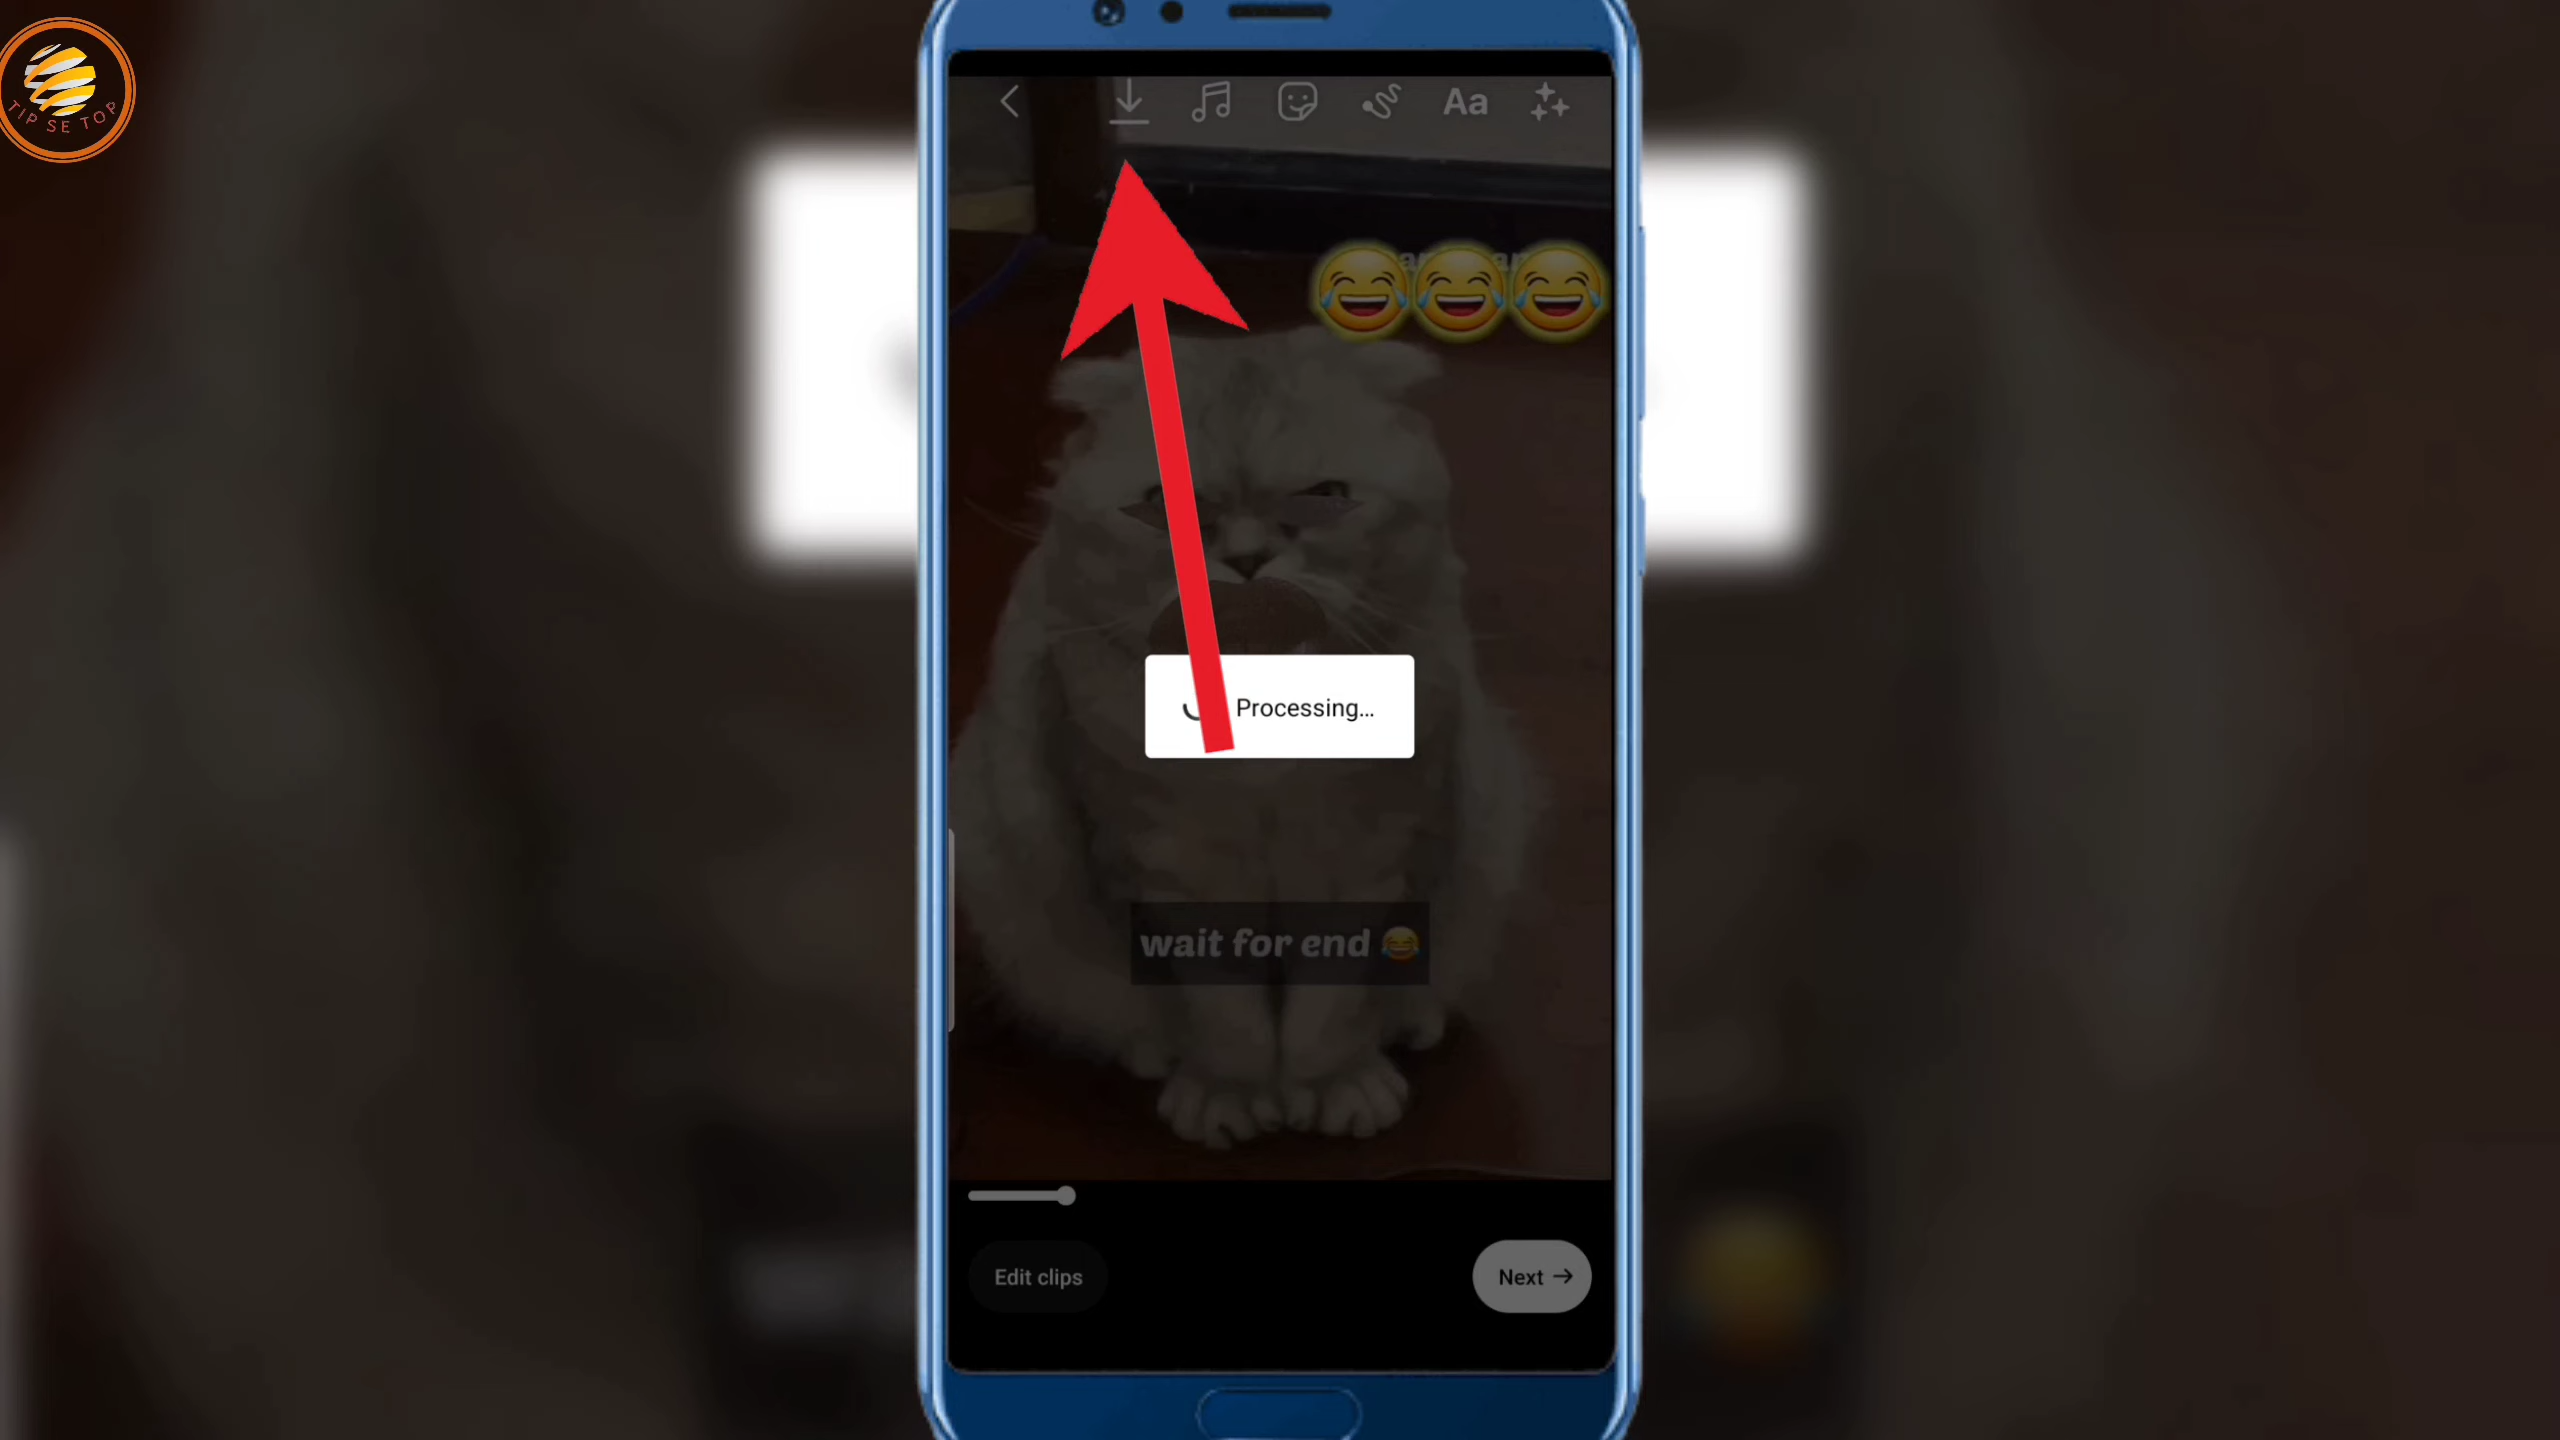 TIP SE TOP
Aa
Processing...
wait for end 😂
Edit clips
Next →